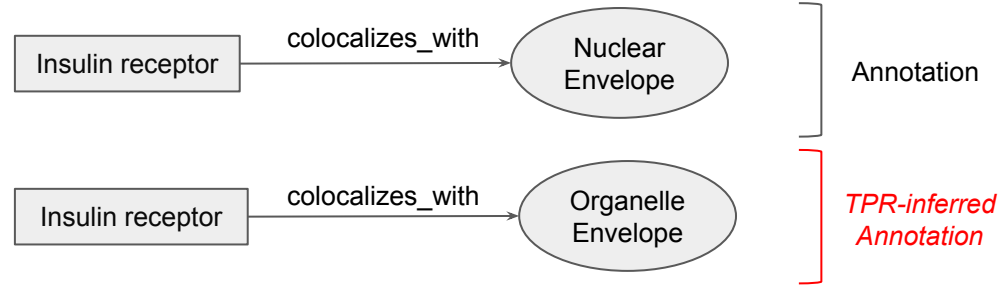 colocalizes_with
Insulin receptor
Nuclear
Envelope
Annotation
colocalizes_with
Insulin receptor
Organelle
Envelope
TPR-inferred
Annotation